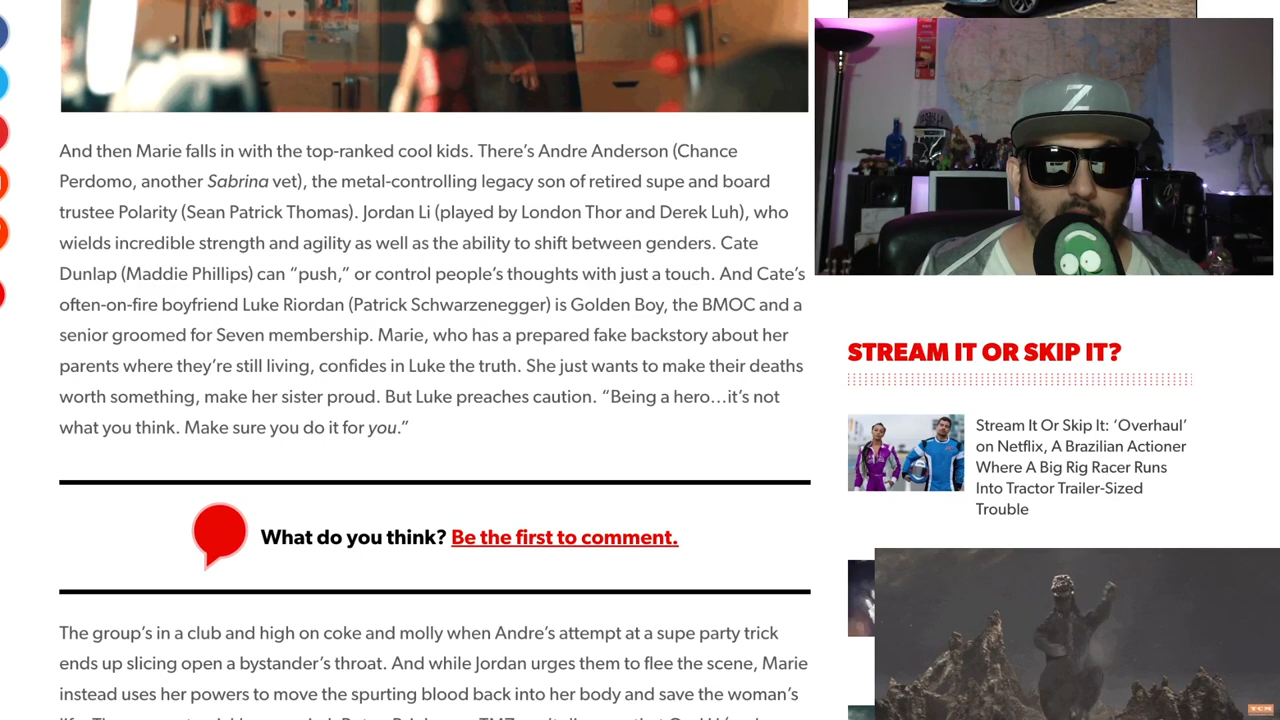 And then Marie falls in with the top-ranked cool kids. There's Andre Anderson (Chance
Perdomo, another Sabrina vet), the metal-controlling legacy son of retired supe and board
trustee Polarity (Sean Patrick Thomas). Jordan Li (played by London Thor and Derek Luh), who
wields incredible strength and agility as well as the ability to shift between genders. Cate
Dunlap (Maddie Phillips) can “push,” or control people's thoughts with just a touch. And Cate's
often-on-fire boyfriend Luke Riordan (Patrick Schwarzenegger) is Golden Boy, the BMOC and a
senior groomed for Seven membership. Marie, who has a prepared fake backstory about her
parents where they're still living, confides in Luke the truth. She just wants to make their deaths
worth something, make her sister proud. But Luke preaches caution. “Being a hero…it's not
what you think. Make sure you do it for you.”
What do you think? Be the first to comment.
The group's in a club and high on coke and molly when Andre's attempt at a supe party trick
ends up slicing open a bystander's throat. And while Jordan urges them to flee the scene, Marie
instead uses her powers to move the spurting blood back into her body and save the woman's
Z
STREAM IT OR SKIP IT?
Stream It Or Skip It: ‘Overhaul’
on Netflix, A Brazilian Actioner
Where A Big Rig Racer Runs
Into Tractor Trailer-Sized
Trouble
TCM